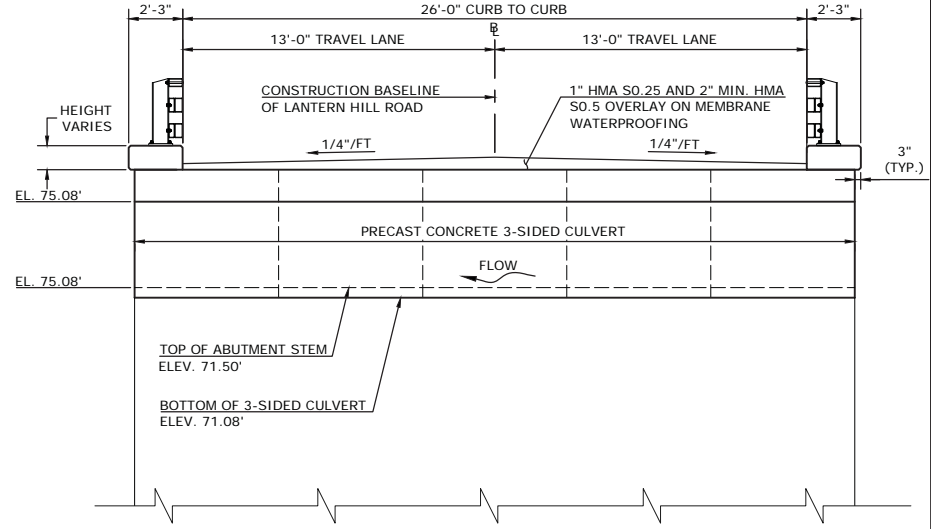 2'-3"
26'-0" CURB TO CURB
2'-3"
BL
13'-0" TRAVEL LANE
13'-0" TRAVEL LANE
CONSTRUCTION BASELINE
OF LANTERN HILL ROAD
1" HMA S0.25 AND 2" MIN. HMA
S0.5 OVERLAY ON MEMBRANE
WATERPROOFING
HEIGHT
VARIES
1/4"/FT
1/4"/FT
3"
(TYP.)
EL. 75.08'
PRECAST CONCRETE 3-SIDED CULVERT
FLOW
EL. 75.08'
TOP OF ABUTMENT STEM
ELEV. 71.50'
BOTTOM OF 3-SIDED CULVERT
ELEV. 71.08'